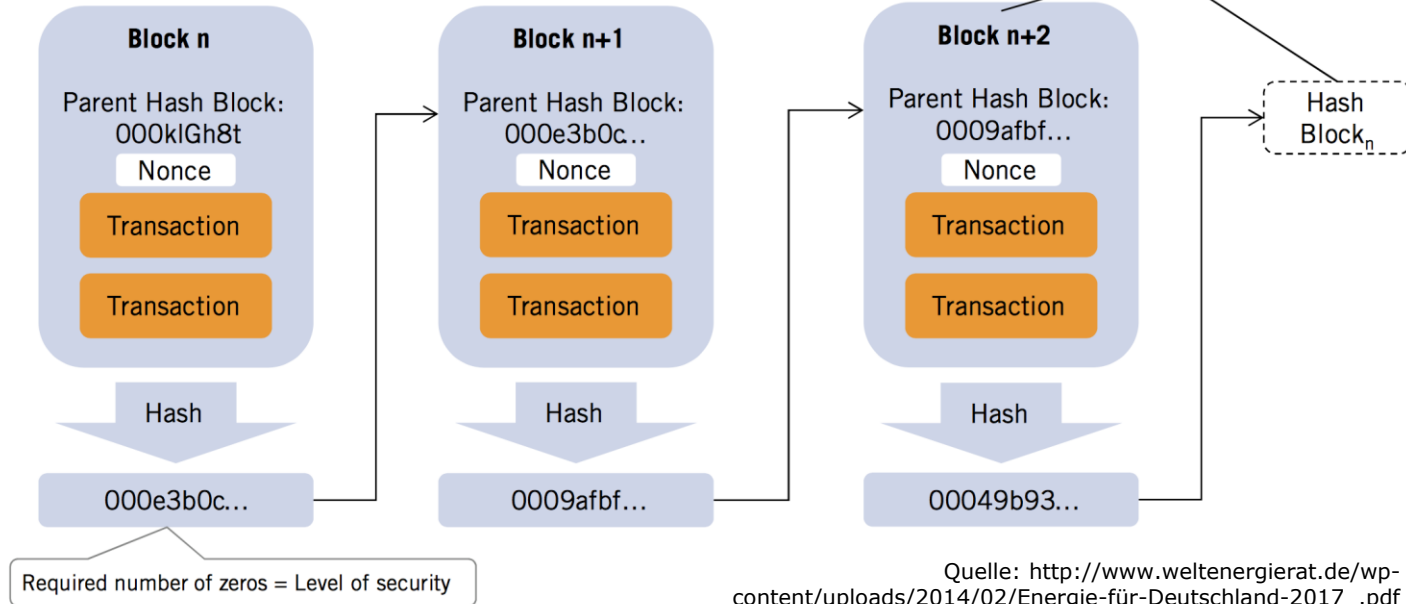 Block n
Parent Hash Block:
000klGh8t
Nonce
Transaction
Transaction
Hash
000e3b0c...
Required number of zeros = Level of security
Block n+1
Parent Hash Block:
000e3b0c...
Nonce
Transaction
Transaction
Hash
0009afbf...
Block n+2
Parent Hash Block:
0009afbf...
Nonce
Transaction
Transaction
Hash
00049b93...
Hash
Blockₙ
Quelle: http://www.weltenergierat.de/wp-
content/uploads/2014/02/Energie-für-Deutschland-2017_.pdf